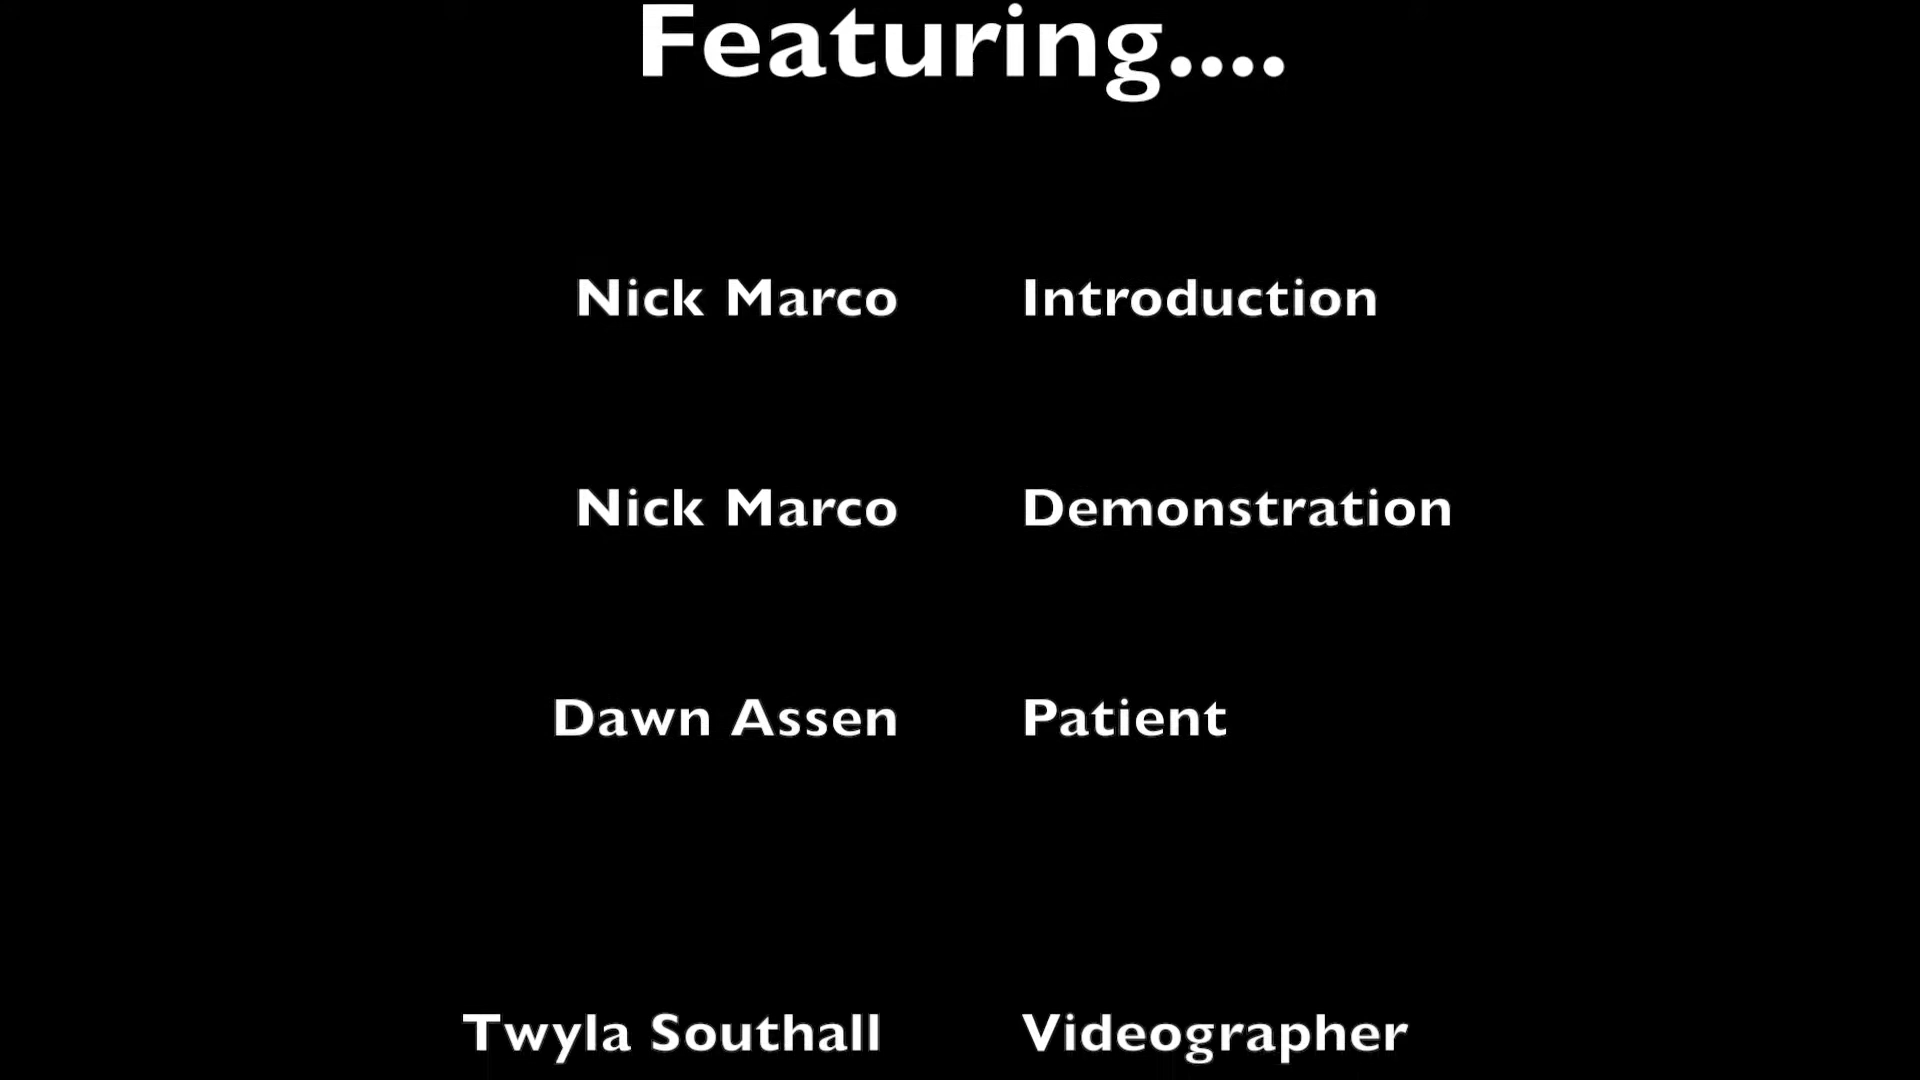 Featuring....
Nick Marco Introduction
Nick Marco Demonstration
Dawn Assen Patient
Twyla Southall Videographer